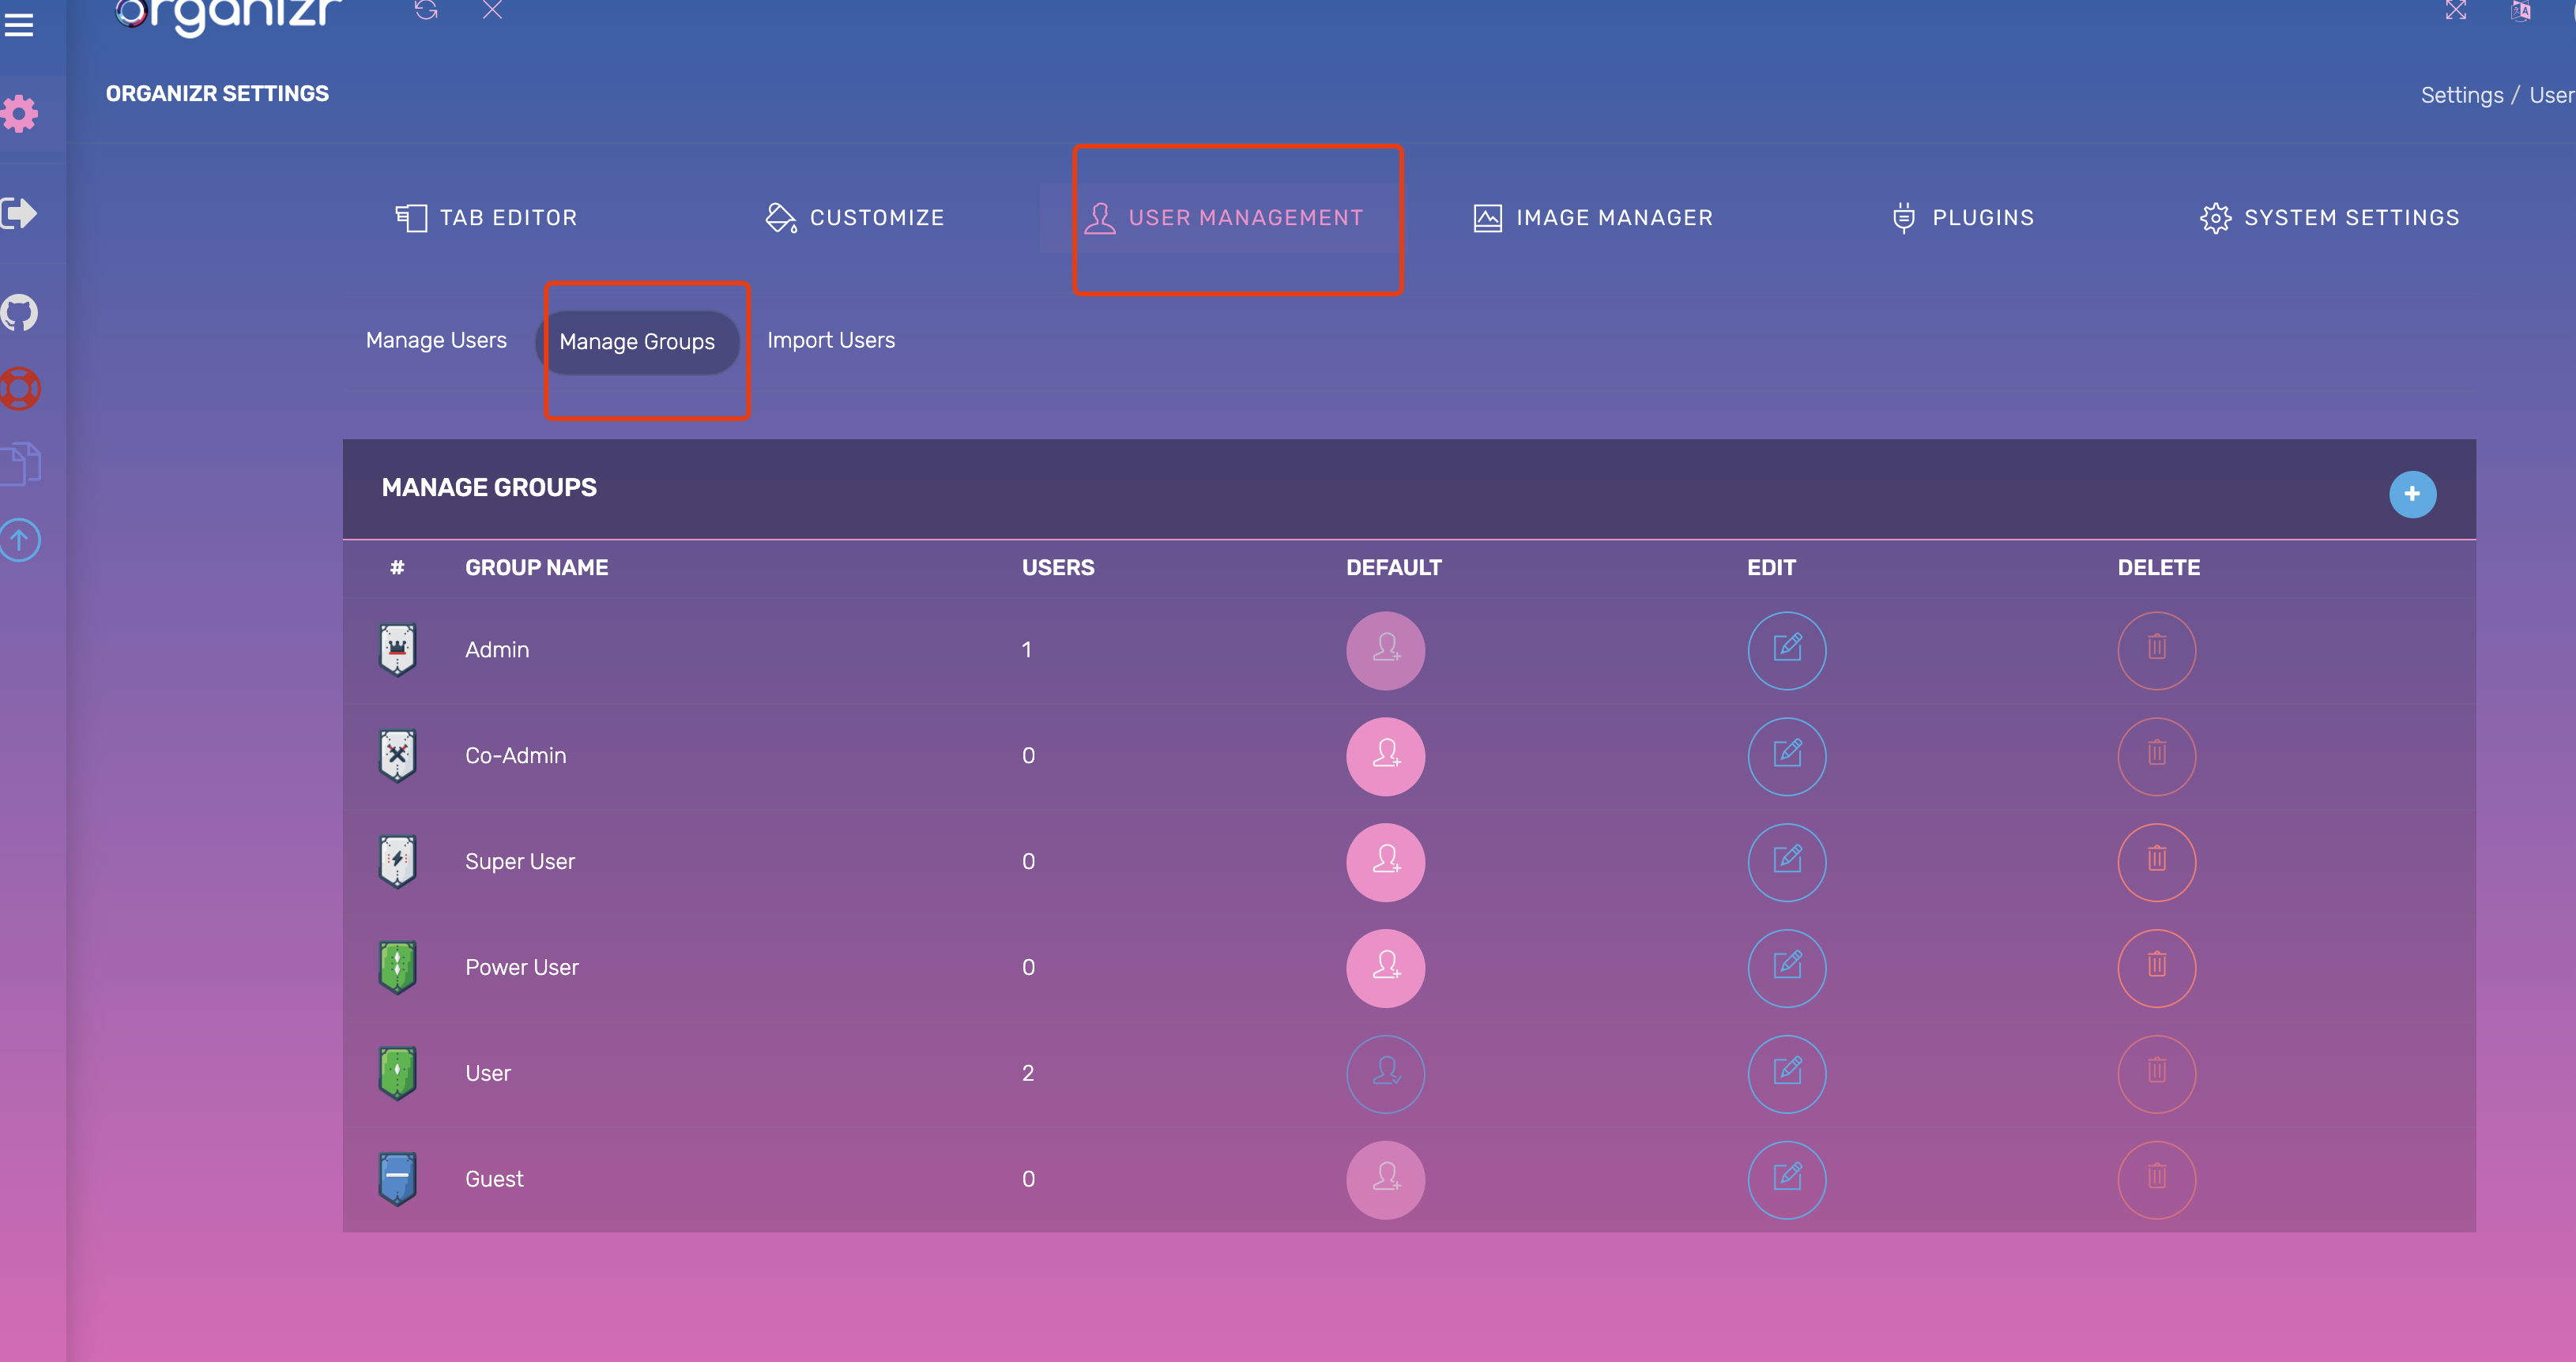 Organizr
ORGANIZR SETTINGS
Settings / User
TAB EDITOR
CUSTOMIZE
USER MANAGEMENT
IMAGE MANAGER
PLUGINS
SYSTEM SETTINGS
Manage Users
Manage Groups
Import Users
MANAGE GROUPS
# GROUP NAME USERS DEFAULT EDIT DELETE
Admin 1
Co-Admin 0
Super User 0
Power User 0
User 2
Guest 0